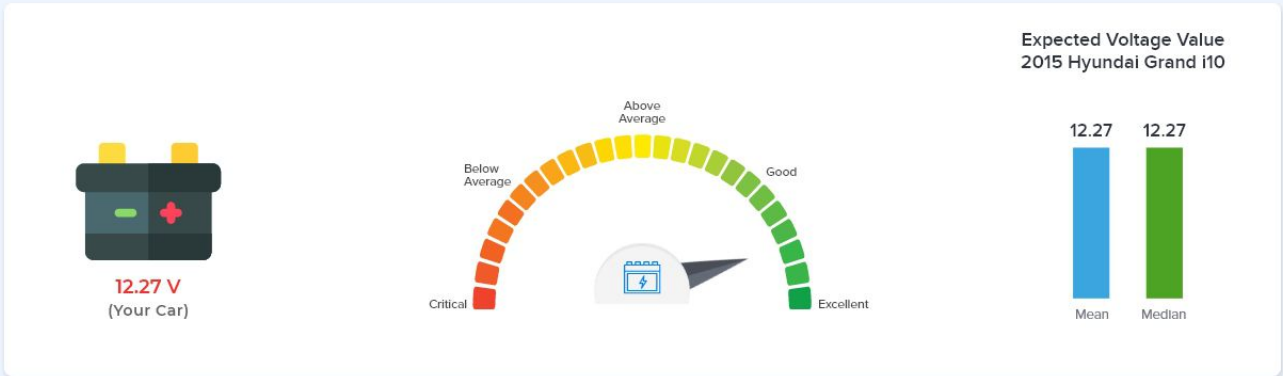 12.27 V
(Your Car)
Above
Average
Below
Average
Good
Critical
Excellent
Expected Voltage Value
2015 Hyundai Grand i10
12.27 12.27
Mean Median